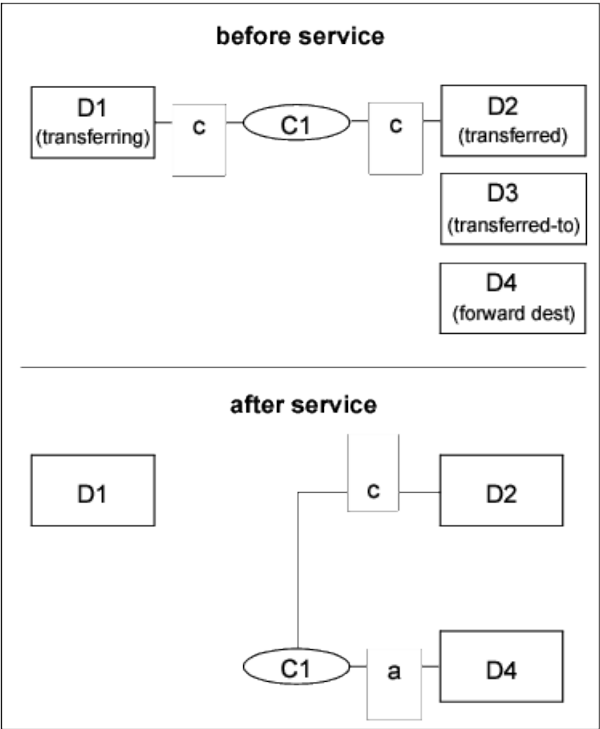 before service
D1
(transferring)
c
C1
c
D2
(transferred)
D3
(transferred-to)
D4
(forward dest)
after service
D1
c
D2
C1
a
D4